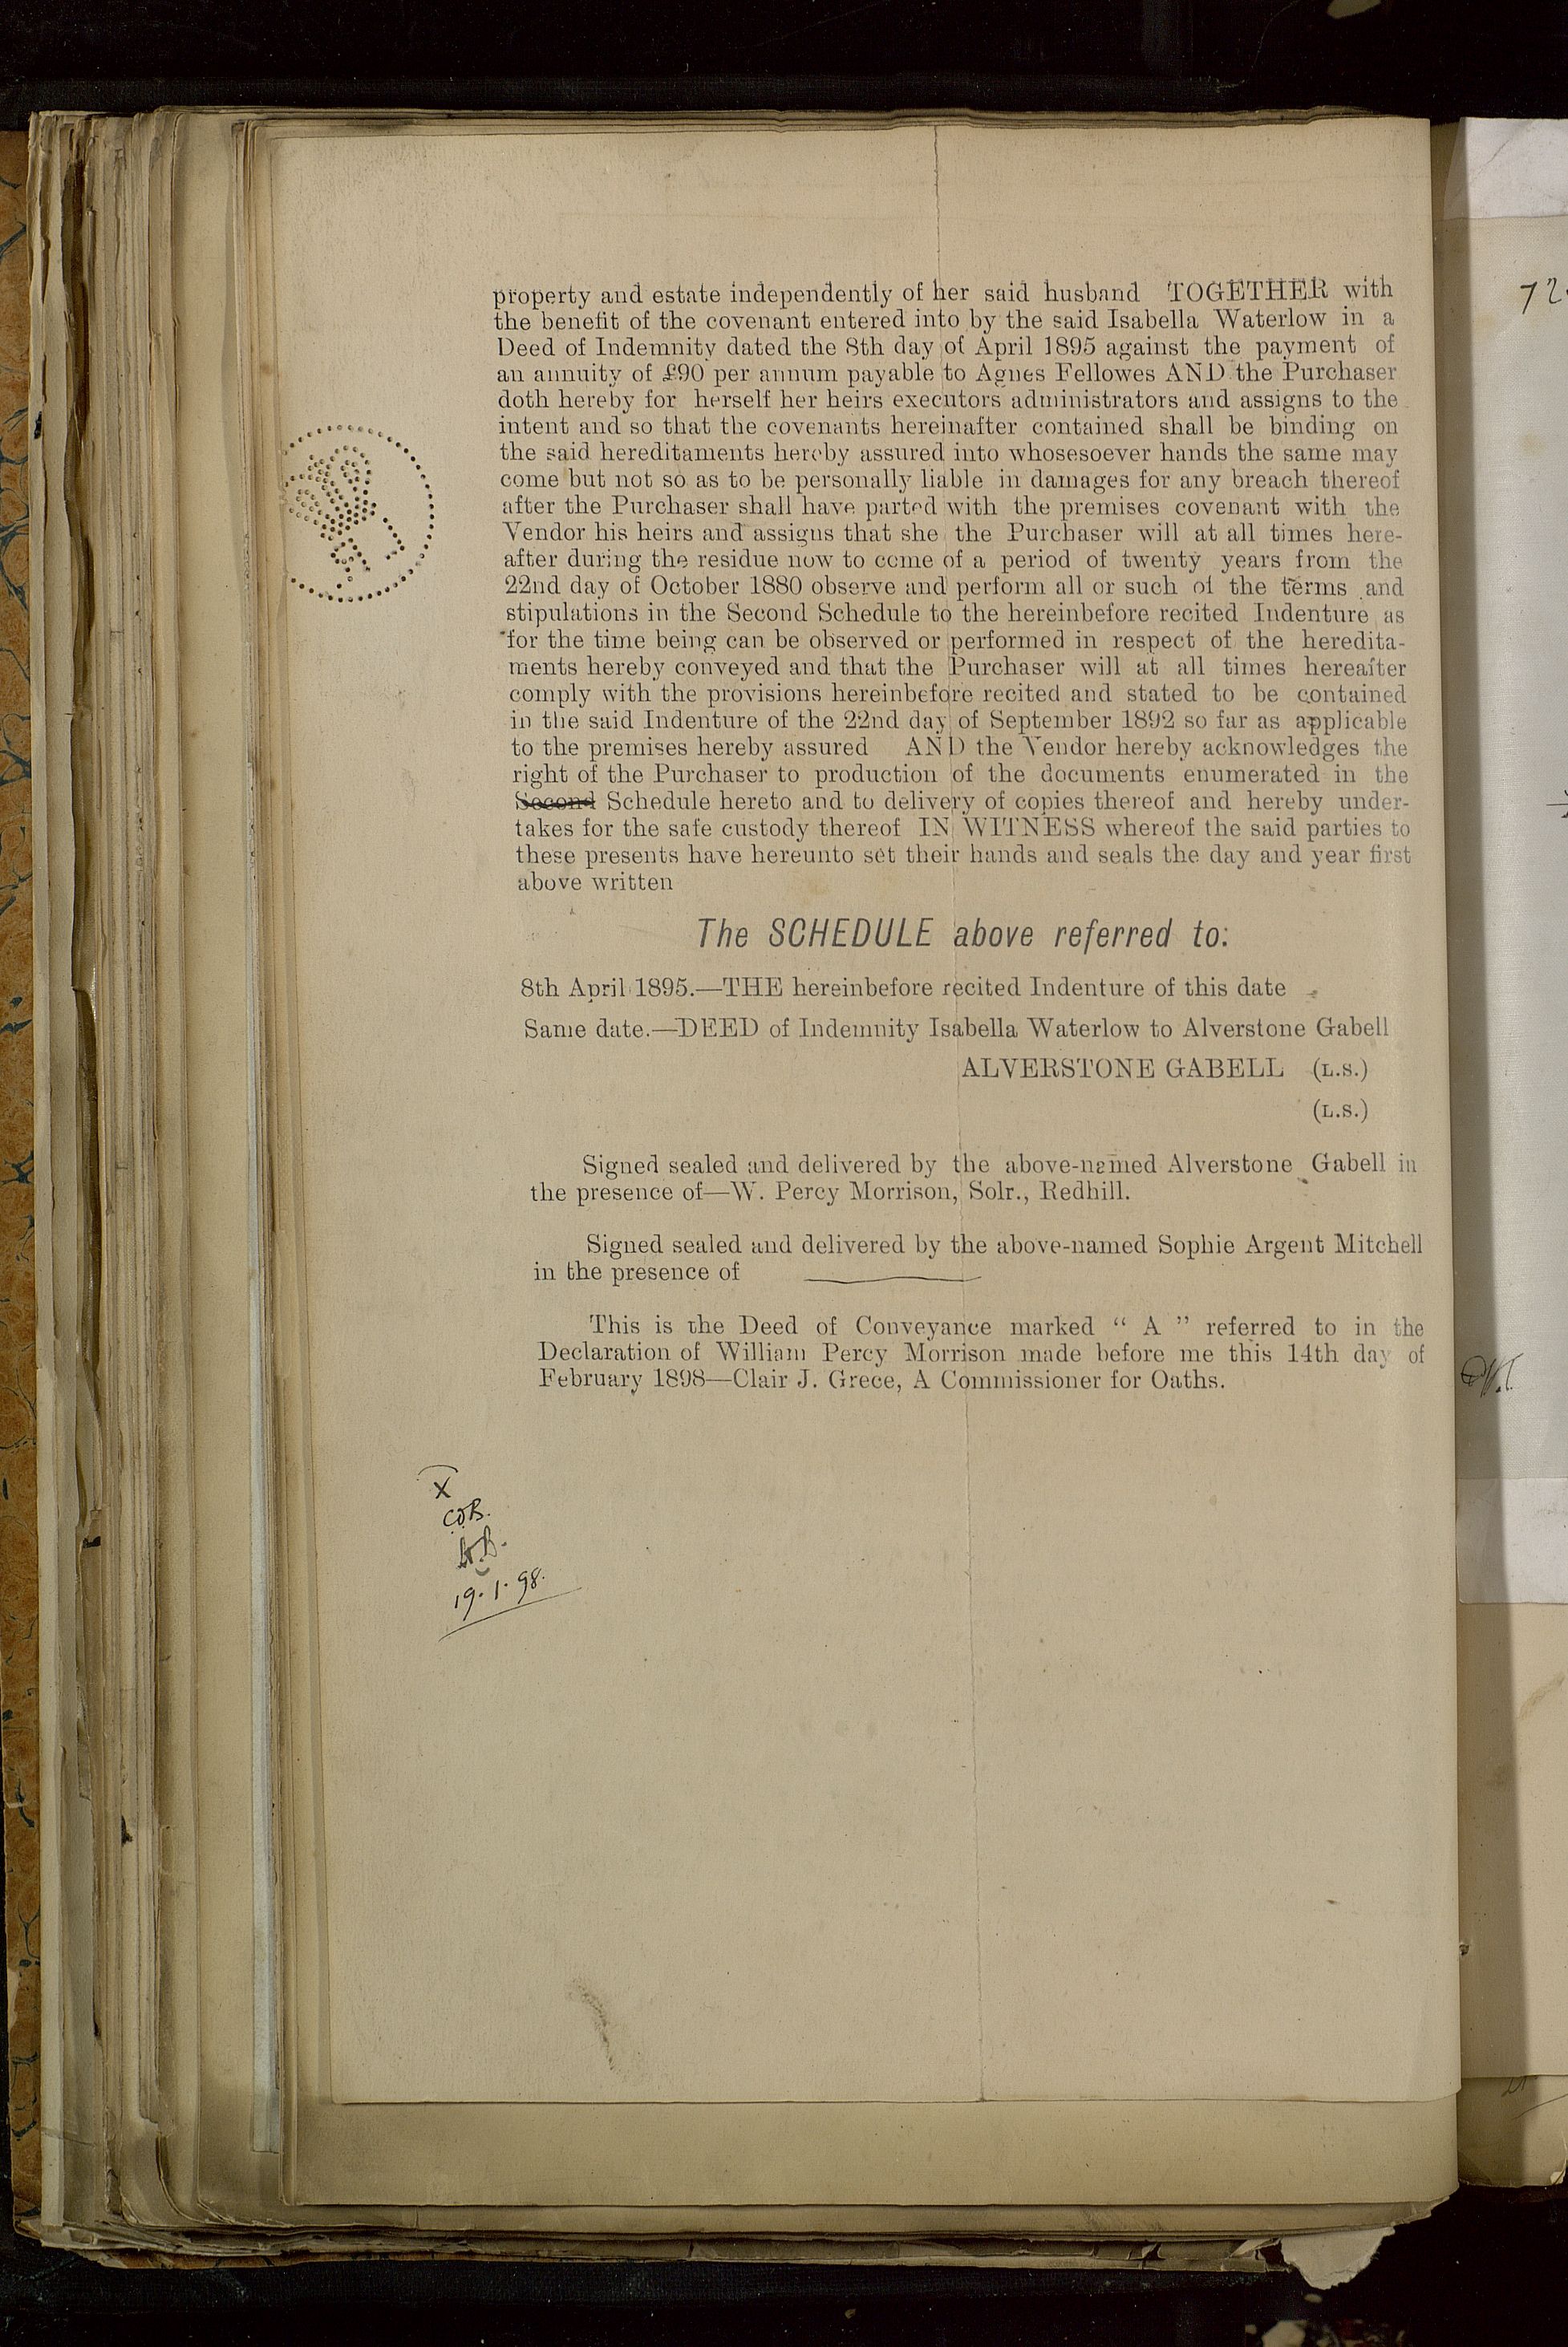 property and estate independently of her said husband TOGETHER with
the benefit of the covenant entered into by the said Isabella Waterlow in a
Deed of Indemnity dated the 8th day of April 1895 against the payment of
an annuity of £90 per annum payable to Agnes Fellowes AND the Purchaser
doth hereby for herself her heirs executors administrators and assigns to the
intent and so that the covenants hereinafter contained shall be binding on
the said hereditaments hereby assured into whosesoever hands the same may
come but not so as to be personally liable in damages for any breach thereof
after the Purchaser shall have parted with the premises covenant with the
Vendor his heirs and assigns that she the Purchaser will at all times here-
after during the residue now to come of a period of twenty years from the
22nd day of October 1880 observe and perform all or such of the terms and
stipulations in the Second Schedule to the hereinbefore recited Indenture as
for the time being can be observed or performed in respect of the heredita-
ments hereby conveyed and that the Purchaser will at all times hereafter
comply with the provisions hereinbefore recited and stated to be contained
in the said Indenture of the 22nd day of September 1892 so far as applicable
to the premises hereby assured AND the Vendor hereby acknowledges the
right of the Purchaser to production of the documents enumerated in the
Second Schedule hereto and to delivery of copies thereof and hereby under-
takes for the safe custody thereof IN WITNESS whereof the said parties to
these presents have hereunto set their hands and seals the day and year first
above written
The SCHEDULE above referred to:
8th April 1895.—THE hereinbefore recited Indenture of this date
Same date.—DEED of Indemnity Isabella Waterlow to Alverstone Gabell
ALVERSTONE GABELL (L.S.)
(L.S.)
Signed sealed and delivered by the above-named Alverstone Gabell in
the presence of—W. Percy Morrison, Solr., Redhill.
Signed sealed and delivered by the above-named Sophie Argent Mitchell
in the presence of
This is the Deed of Conveyance marked “ A ” referred to in the
Declaration of William Percy Morrison made before me this 14th day of
February 1898—Clair J. Grece, A Commissioner for Oaths.
X
19.1.98.
72